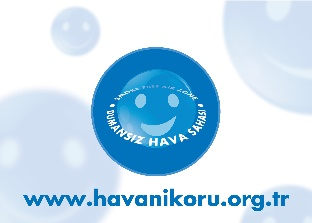 SMOKE FREE AIR ZONE
• DUMANSIZ HAVA SAHASI •
www.havanikoru.org.tr